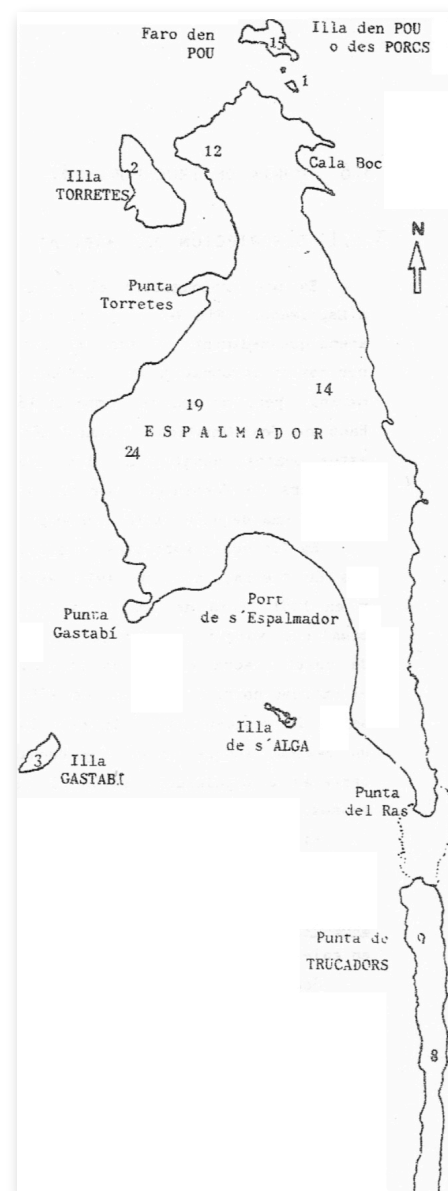 Faro den
POU
Illa den POU
o des PORCS
15
1
12
Cala Boc
2
Illa
TORRETES
N
Punta
Torretes
14
19
ESPALMADOR
24
Punta
Gastabí
Port
de s´Espalmador
Illa
de s´ALGA
3
Illa
GASTABÍ
Punta
del Ras
Punta de
TRUCADORS
9
8